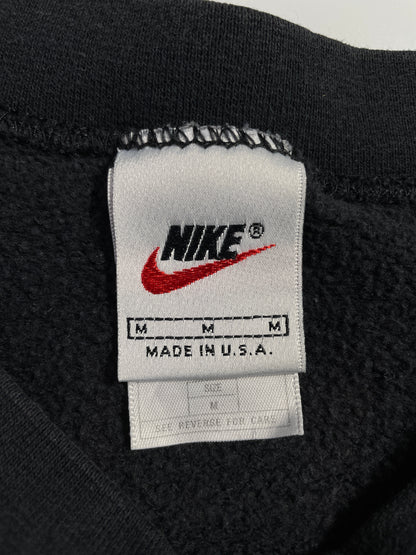 NIKE®
M M M
MADE IN U.S.A.
SIZE
M
SEE REVERSE FOR CARE